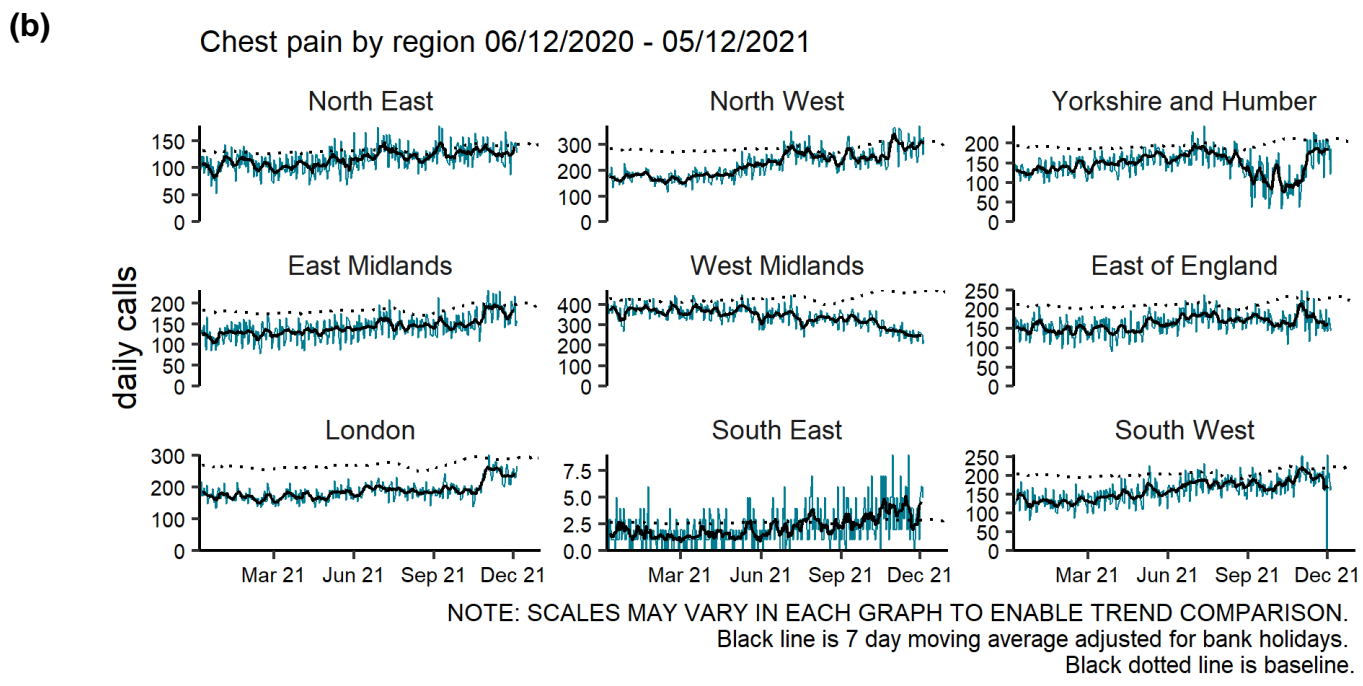 (b)
Chest pain by region 06/12/2020 - 05/12/2021
daily calls
North East
150
100
50
0
North West
300
200
100
0
Yorkshire and Humber
200
150
100
50
0
East Midlands
200
150
100
50
0
West Midlands
400
300
200
100
0
East of England
250
200
150
100
50
0
London
300
200
100
0
Mar 21 Jun 21 Sep 21 Dec 21
South East
7.5
5.0
2.5
0.0
Mar 21 Jun 21 Sep 21 Dec 21
South West
250
200
150
100
50
0
Mar 21 Jun 21 Sep 21 Dec 21
NOTE: SCALES MAY VARY IN EACH GRAPH TO ENABLE TREND COMPARISON.
Black line is 7 day moving average adjusted for bank holidays.
Black dotted line is baseline.